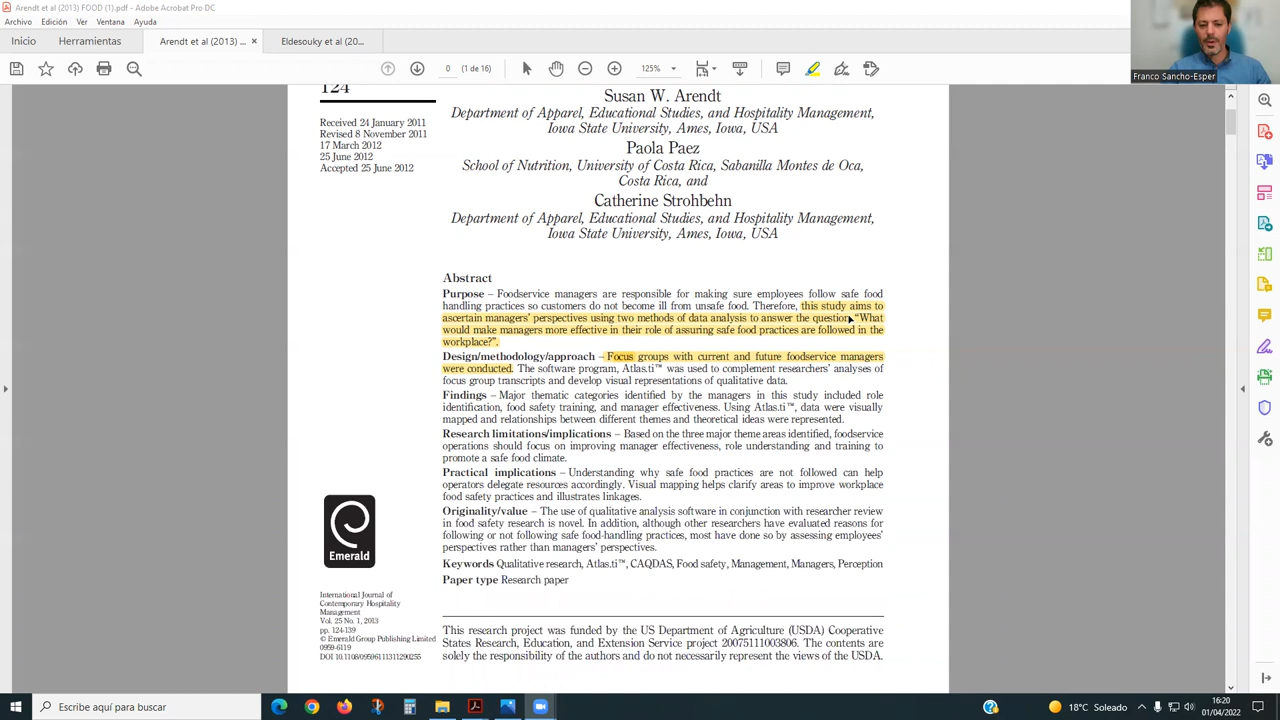 Arendt et al (2013) FOOD (1).pdf - Adobe Acrobat Pro DC
Archivo Edición Ver Ventana Ayuda
Inicio Herramientas Arendt et al (2013) ... × Eldesouky et al (20...
0 (1 de 16) 125%
Franco Sancho-Esper
124
Received 24 January 2011
Revised 8 November 2011
17 March 2012
25 June 2012
Accepted 25 June 2012
Susan W. Arendt
Department of Apparel, Educational Studies, and Hospitality Management,
Iowa State University, Ames, Iowa, USA
Paola Paez
School of Nutrition, University of Costa Rica, Sabanilla Montes de Oca,
Costa Rica, and
Catherine Strohbehn
Department of Apparel, Educational Studies, and Hospitality Management,
Iowa State University, Ames, Iowa, USA
Abstract
Purpose – Foodservice managers are responsible for making sure employees follow safe food
handling practices so customers do not become ill from unsafe food. Therefore, this study aims to
ascertain managers' perspectives using two methods of data analysis to answer the question "What
would make managers more effective in their role of assuring safe food practices are followed in the
workplace?".
Design/methodology/approach – Focus groups with current and future foodservice managers
were conducted. The software program, Atlas.ti™ was used to complement researchers' analyses of
focus group transcripts and develop visual representations of qualitative data.
Findings – Major thematic categories identified by the managers in this study included role
identification, food safety training, and manager effectiveness. Using Atlas.ti™, data were visually
mapped and relationships between different themes and theoretical ideas were represented.
Research limitations/implications – Based on the three major theme areas identified, foodservice
operations should focus on improving manager effectiveness, role understanding and training to
promote a safe food climate.
Practical implications – Understanding why safe food practices are not followed can help
operators delegate resources accordingly. Visual mapping helps clarify areas to improve workplace
food safety practices and illustrates linkages.
Originality/value – The use of qualitative analysis software in conjunction with researcher review
in food safety research is novel. In addition, although other researchers have evaluated reasons for
following or not following safe food-handling practices, most have done so by assessing employees'
perspectives rather than managers' perspectives.
Keywords Qualitative research, Atlas.ti™, CAQDAS, Food safety, Management, Managers, Perception
Paper type Research paper
Emerald
International Journal of
Contemporary Hospitality
Management
Vol. 25 No. 1, 2013
pp. 124-139
© Emerald Group Publishing Limited
0959-6119
DOI 10.1108/09596111311290255
This research project was funded by the US Department of Agriculture (USDA) Cooperative
States Research, Education, and Extension Service project 20075111003806. The contents are
solely the responsibility of the authors and do not necessarily represent the views of the USDA.
Escribe aquí para buscar
18°C Soleado
16:20
01/04/2022